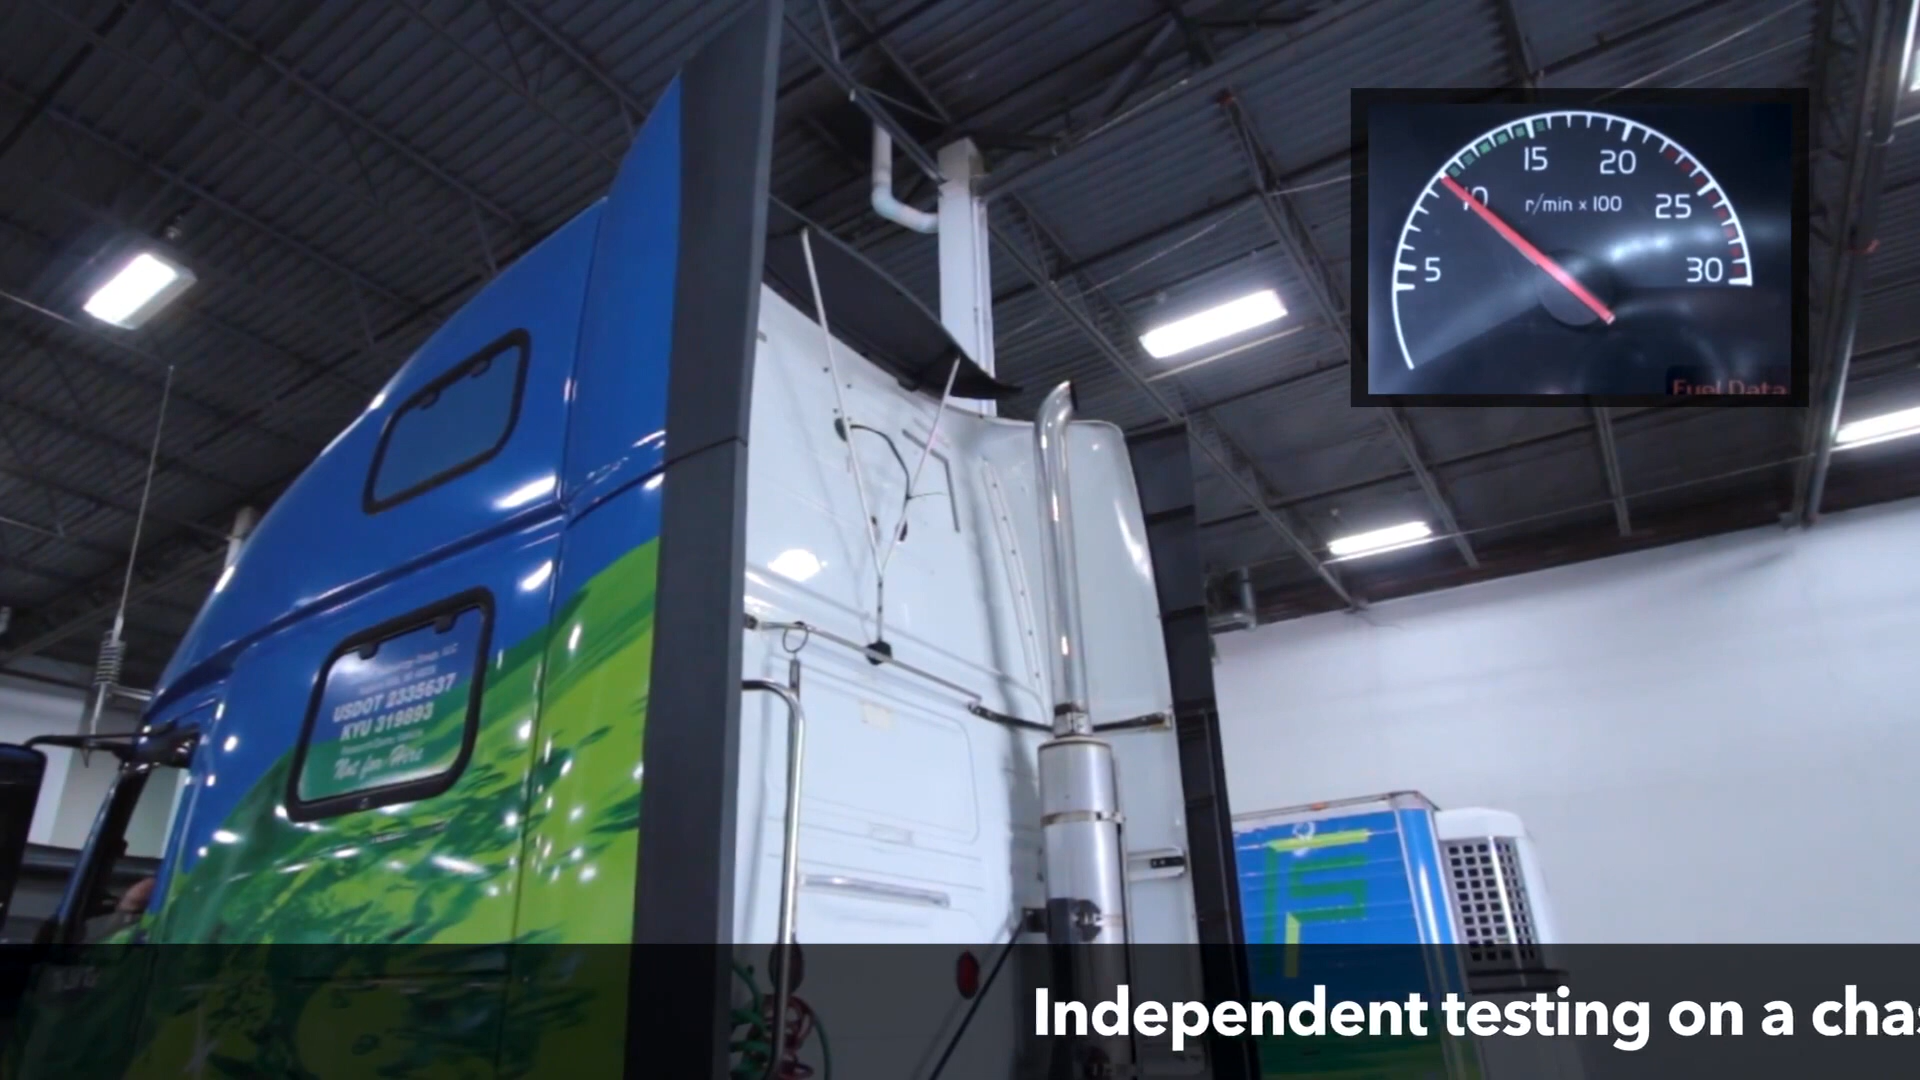 15
20
10
r/min x 100
25
5
30
Fuel Data
USDOT 2335637
KYU 319893
Not for Hire
Independent testing on a chas